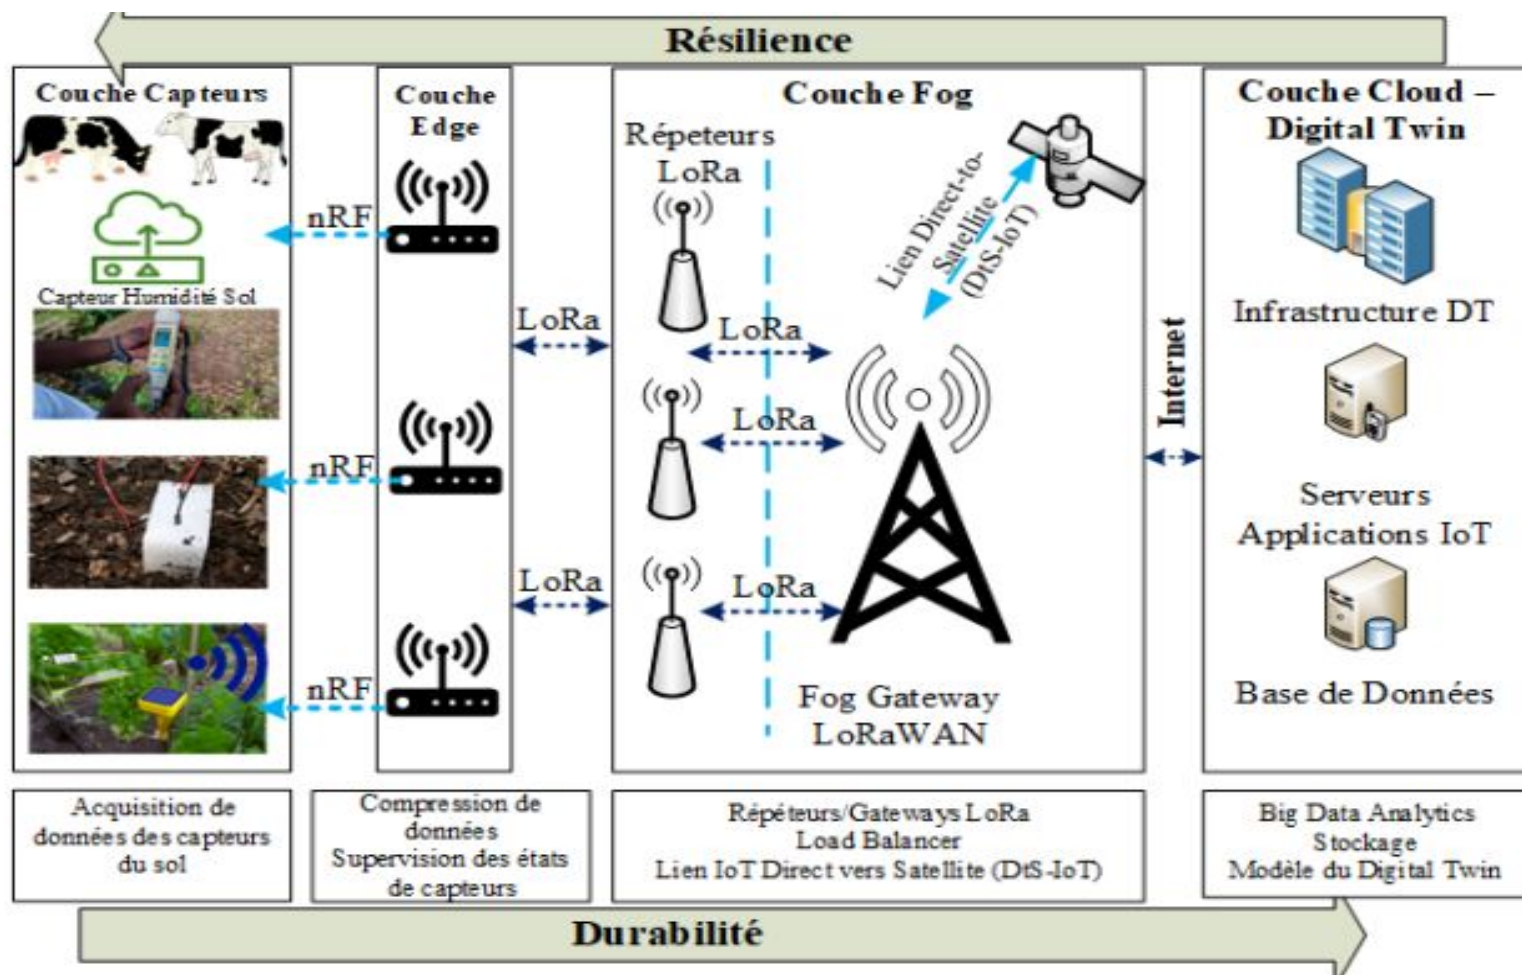 Résilience
Couche Capteurs
Capteur Humidité Sol
nRF
nRF
nRF
Couche
Edge
LoRa
LoRa
Couche Fog
Répeteurs
LoRa
LoRa
LoRa
LoRa
Lien Direct-to-
Satellite
(DtS-IoT)
Fog Gateway
LoRaWAN
Internet
Couche Cloud –
Digital Twin
Infrastructure DT
Serveurs
Applications IoT
Base de Données
Acquisition de
données des capteurs
du sol
Compression de
données
Supervision des états
de capteurs
Répéteurs/Gateways LoRa
Load Balancer
Lien IoT Direct vers Satellite (DtS-IoT)
Big Data Analytics
Stockage
Modèle du Digital Twin
Durabilité